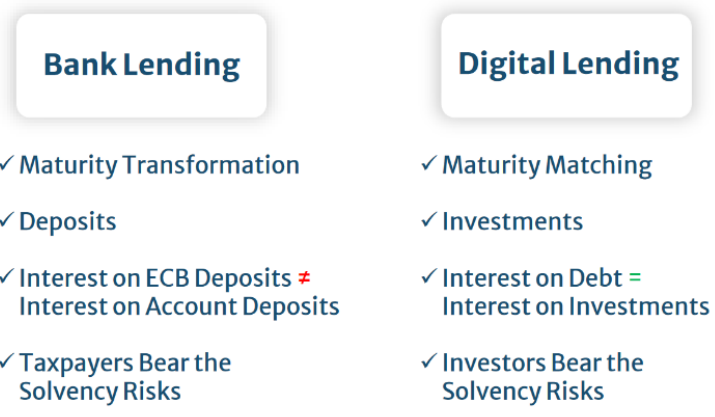 Bank Lending
✓ Maturity Transformation
✓ Deposits
✓ Interest on ECB Deposits ≠
Interest on Account Deposits
✓ Taxpayers Bear the
Solvency Risks
Digital Lending
✓ Maturity Matching
✓ Investments
✓ Interest on Debt =
Interest on Investments
✓ Investors Bear the
Solvency Risks